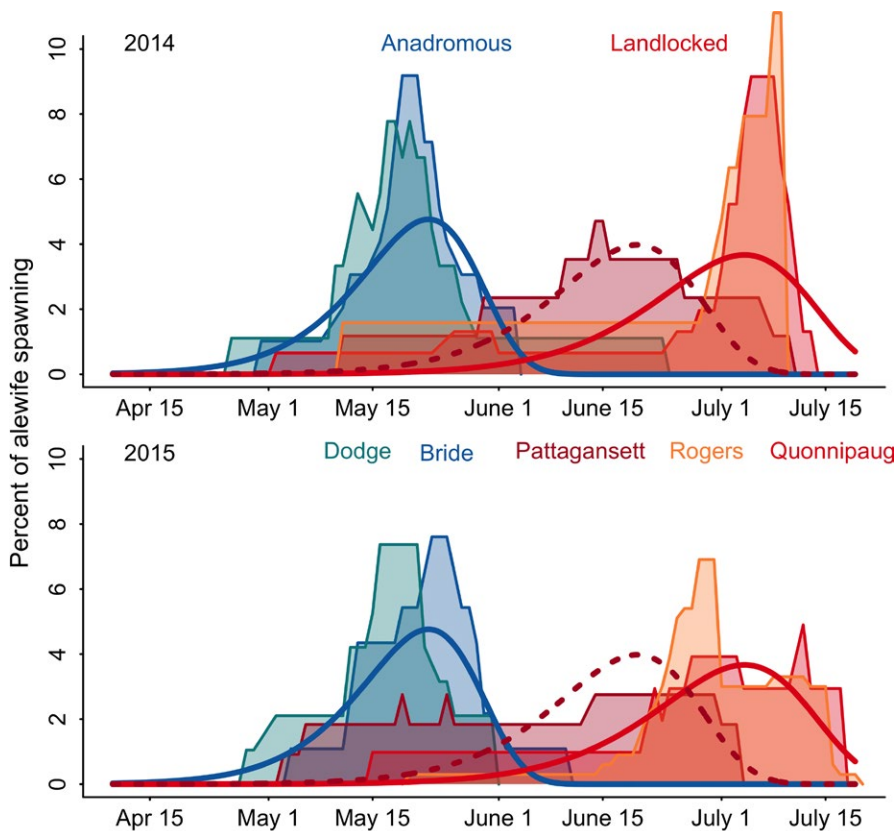 2014 Anadromous Landlocked
10
8
6
4
2
0
Apr 15 May 1 May 15 June 1 June 15 July 1 July 15
Percent of alewife spawning
2015 Dodge Bride Pattagansett Rogers Quonnipaug
10
8
6
4
2
0
Apr 15 May 1 May 15 June 1 June 15 July 1 July 15